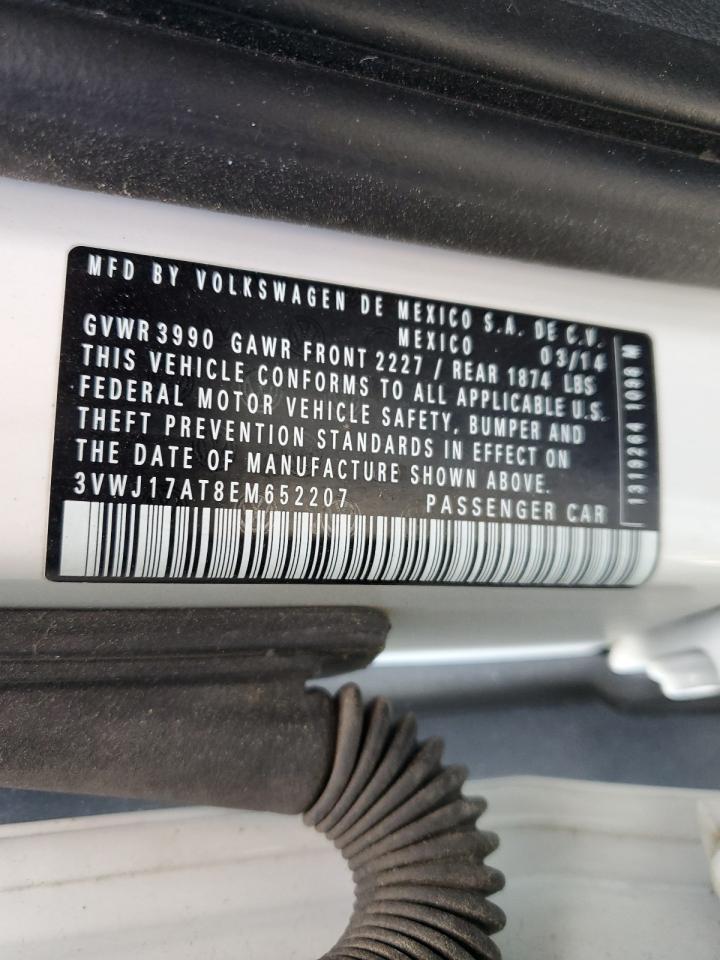 MFD BY VOLKSWAGEN DE MEXICO S.A. DE C.V.
MEXICO 03/14
GVWR 3990 GAWR FRONT 2227 / REAR 1874 LBS
THIS VEHICLE CONFORMS TO ALL APPLICABLE U.S.
FEDERAL MOTOR VEHICLE SAFETY, BUMPER AND
THEFT PREVENTION STANDARDS IN EFFECT ON
THE DATE OF MANUFACTURE SHOWN ABOVE.
3VWJ17AT8EM652207 PASSENGER CAR
1319264 1088 M